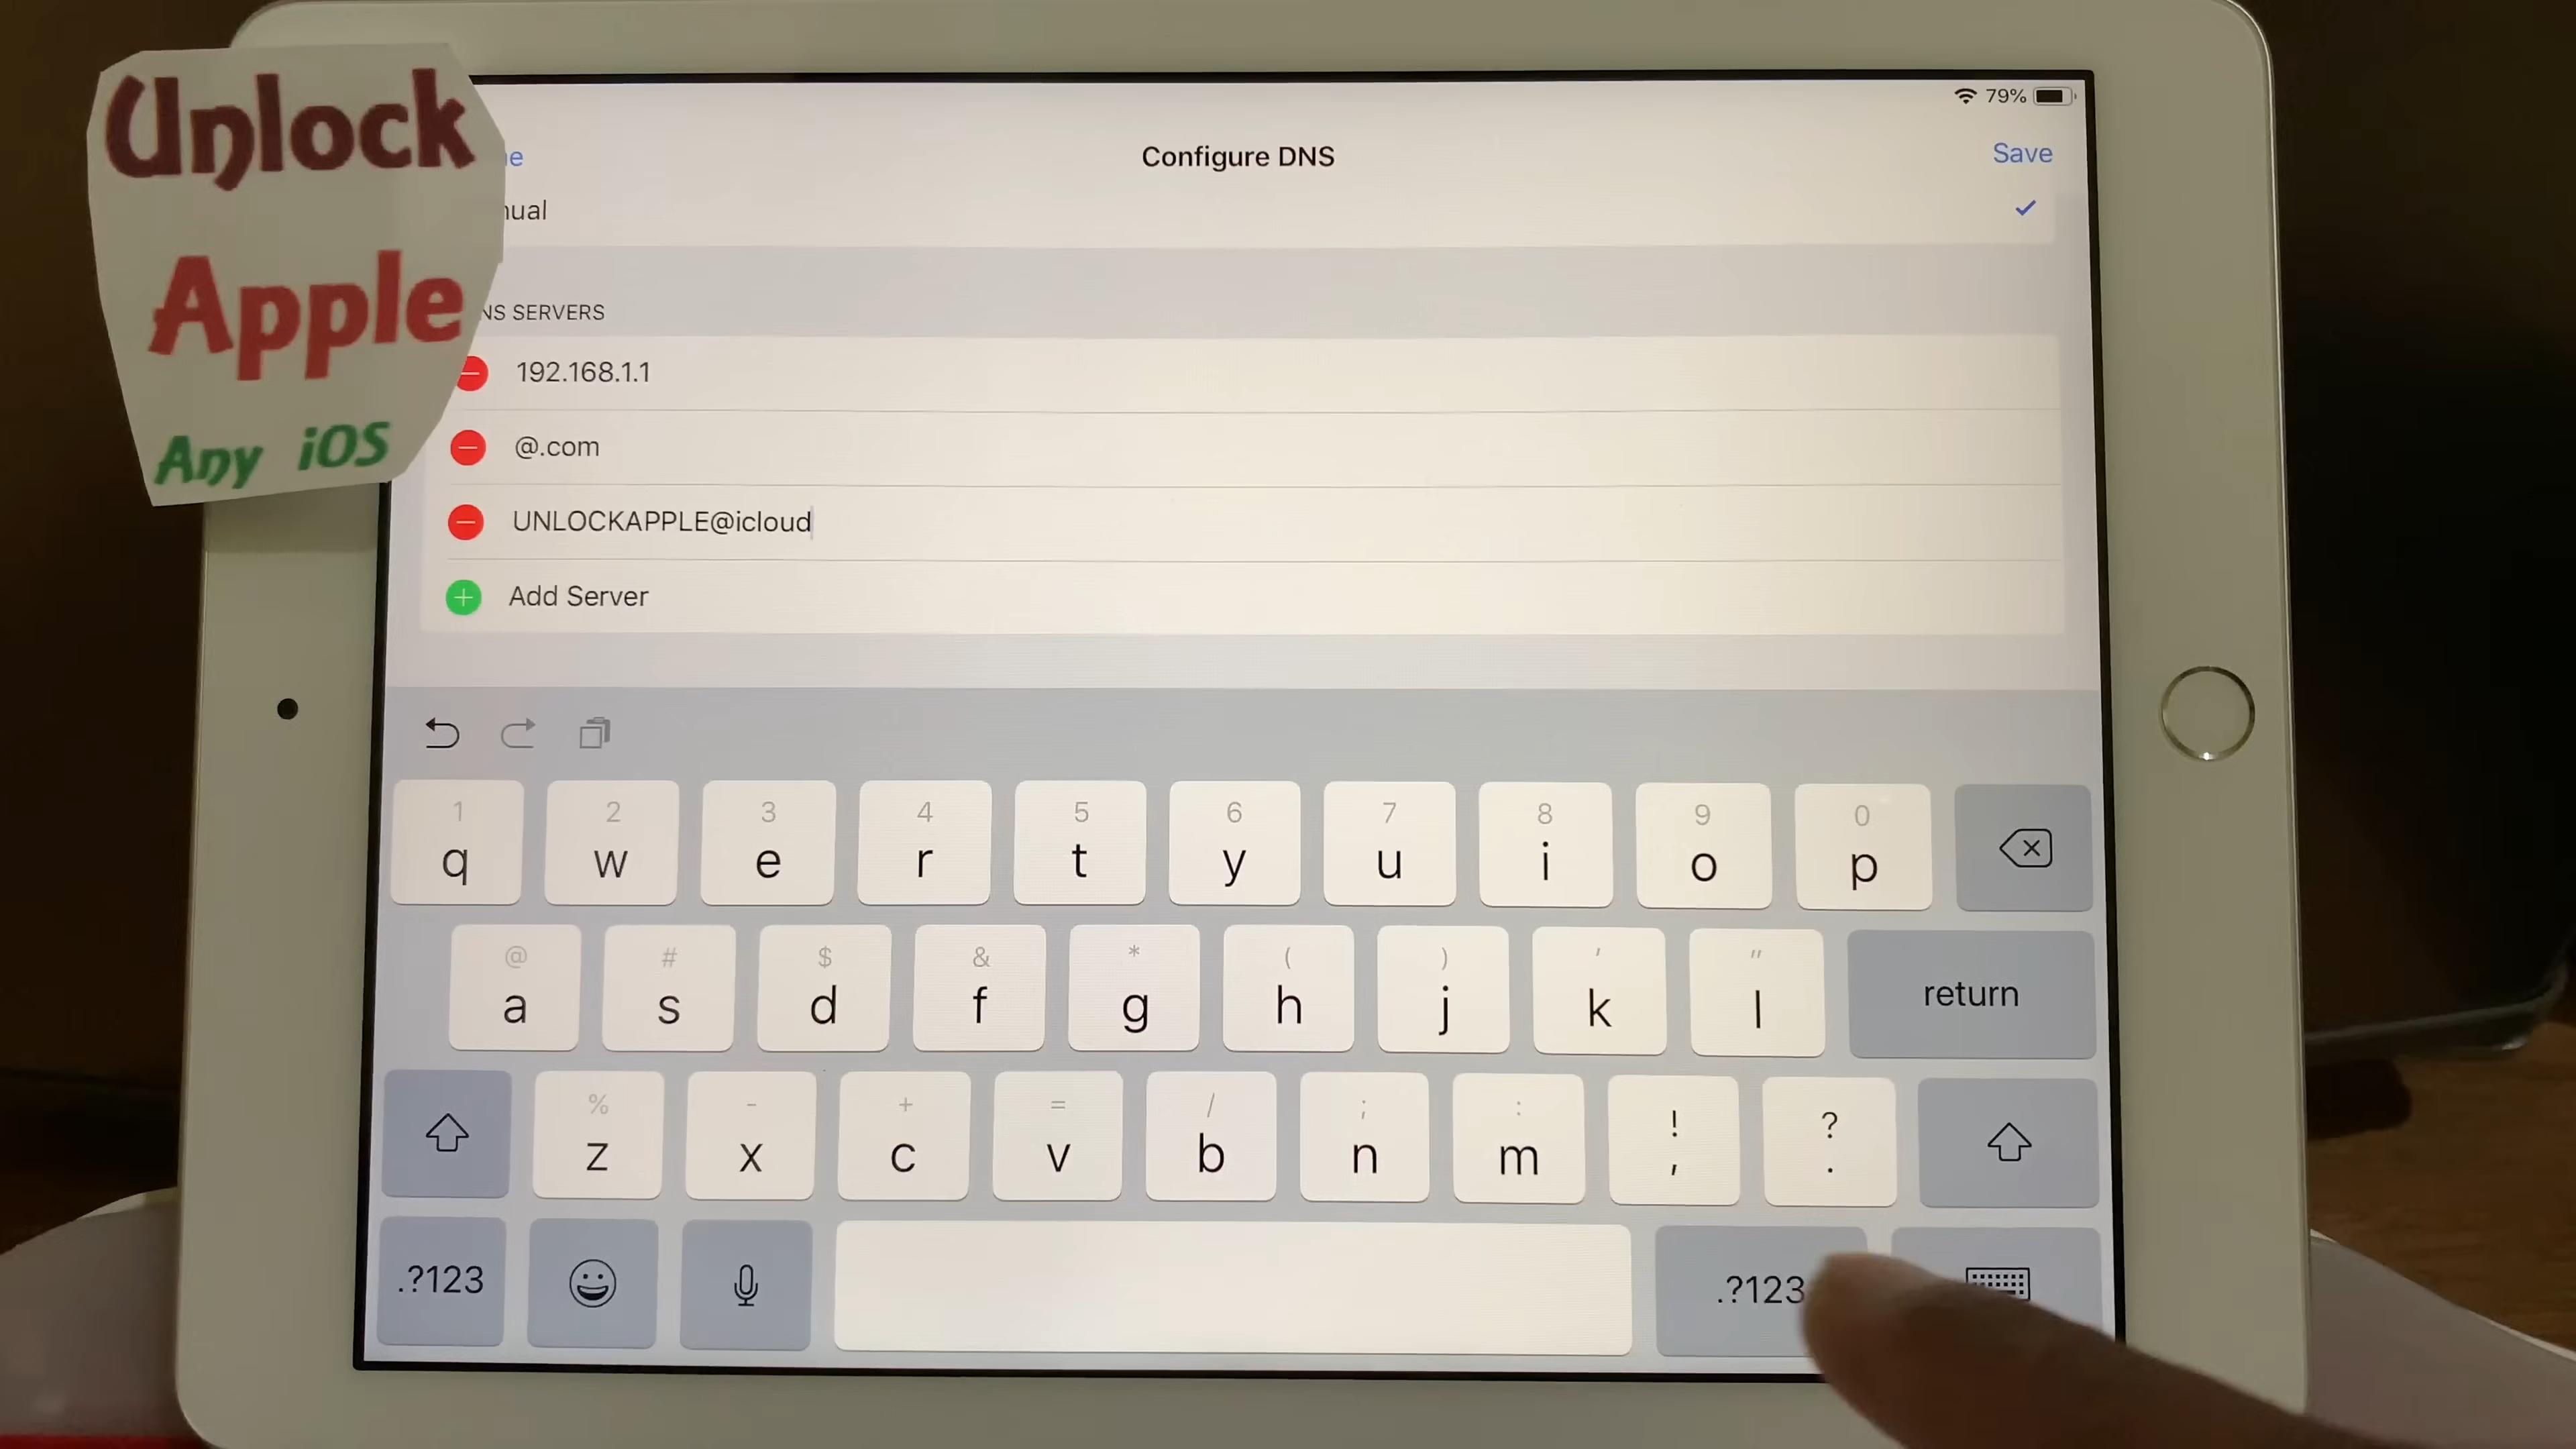 Unlock
Apple
Any iOS
79%
Configure DNS
Save
NS SERVERS
192.168.1.1
@.com
UNLOCKAPPLE@icloud
Add Server
1 2 3 4 5 6 7 8 9 0
q w e r t y u i o p
@ # $ & * ( ) ' "
a s d f g h j k l
return
% - + = / ; : ! ?
z x c v b n m , .
.?123
.?123